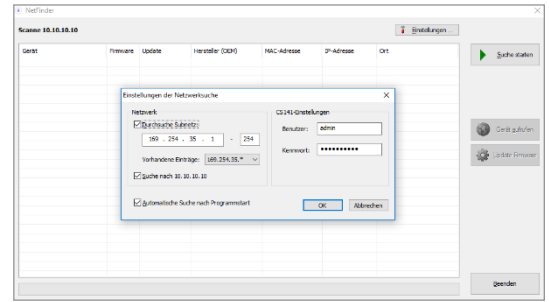 NetFinder
Scanne 10.10.10.10
Einstellungen ...
Gerät Firmware Update Hersteller (OEM) MAC-Adresse IP-Adresse Ort
Suche starten
Einstellungen der Netzwerksuche
Netzwerk
Durchsuche Subnetz:
169 . 254 . 35 . 1 - 254
Vorhandene Einträge: 169.254.35.*
Suche nach 10.10.10.10
Automatische Suche nach Programmstart
CS141-Einstellungen
Benutzer: admin
Kennwort: ••••••••••
OK Abbrechen
Gerät aufrufen
Update Firmware
Beenden